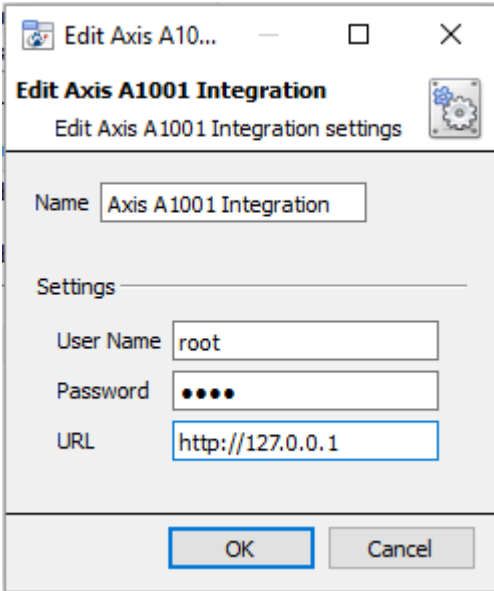 Edit Axis A10...
Edit Axis A1001 Integration
Edit Axis A1001 Integration settings
Name Axis A1001 Integration
Settings
User Name root
Password ●●●●
URL http://127.0.0.1
OK Cancel